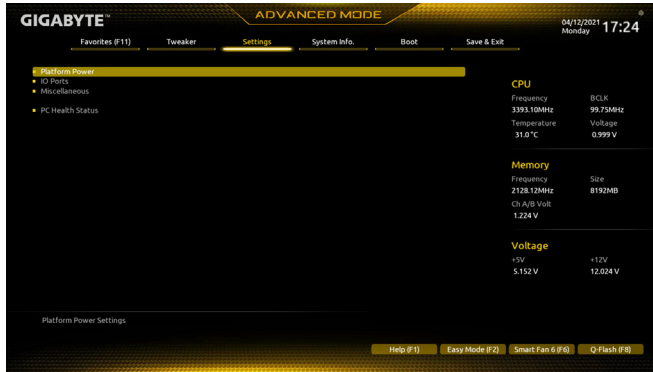 GIGABYTE™
ADVANCED MODE
04/12/2021
Monday
17:24
Favorites (F11) Tweaker Settings System Info. Boot Save & Exit
Platform Power
IO Ports
Miscellaneous
PC Health Status
CPU
Frequency BCLK
3393.10MHz 99.75MHz
Temperature Voltage
31.0 °C 0.999 V
Memory
Frequency Size
2128.12MHz 8192MB
Ch A/B Volt
1.224 V
Voltage
+5V +12V
5.152 V 12.024 V
Platform Power Settings
Help (F1) Easy Mode (F2) Smart Fan 6 (F6) Q-Flash (F8)